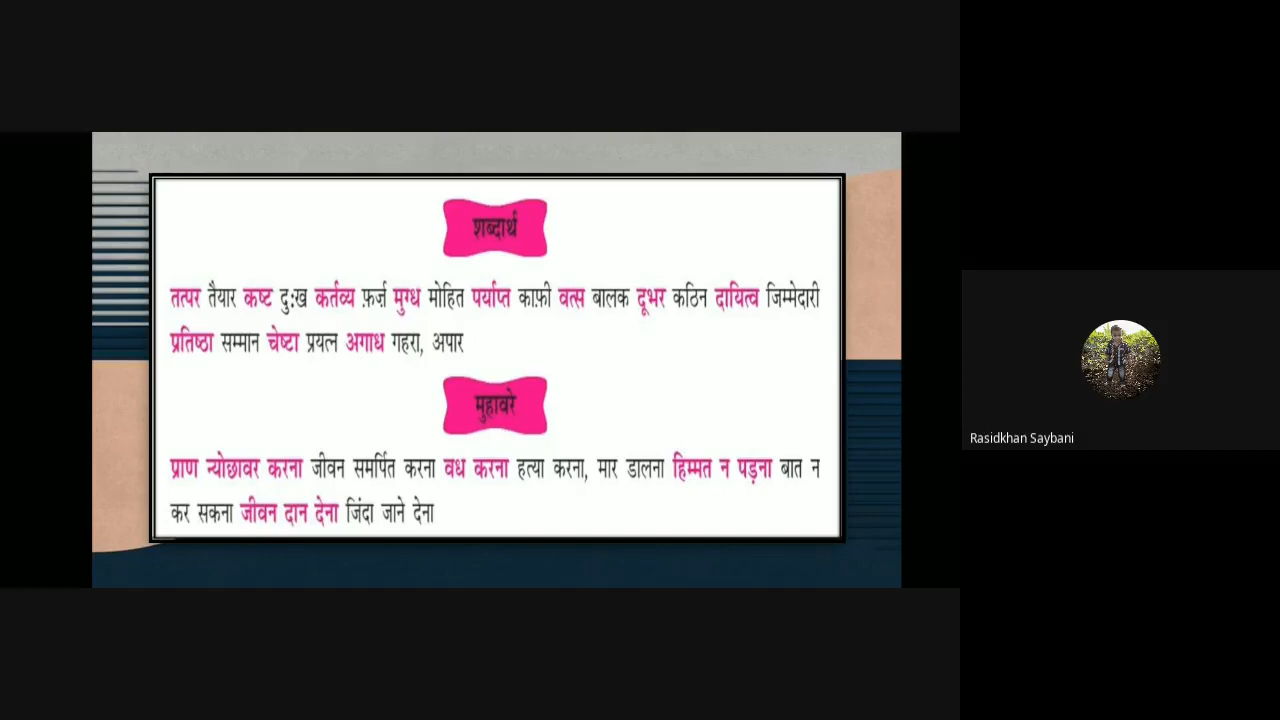 शब्दार्थ
तत्पर तैयार कष्ट दुःख कर्तव्य फ़र्ज मुग्ध मोहित पर्याप्त काफ़ी वत्स बालक दूभर कठिन दायित्व जिम्मेदारी
प्रतिष्ठा सम्मान चेष्टा प्रयत्न अगाध गहरा, अपार
मुहावरे
प्राण न्योछावर करना जीवन समर्पित करना वध करना हत्या करना, मार डालना हिम्मत न पड़ना बात न
कर सकना जीवन दान देना जिंदा जाने देना
Rasidkhan Saybani